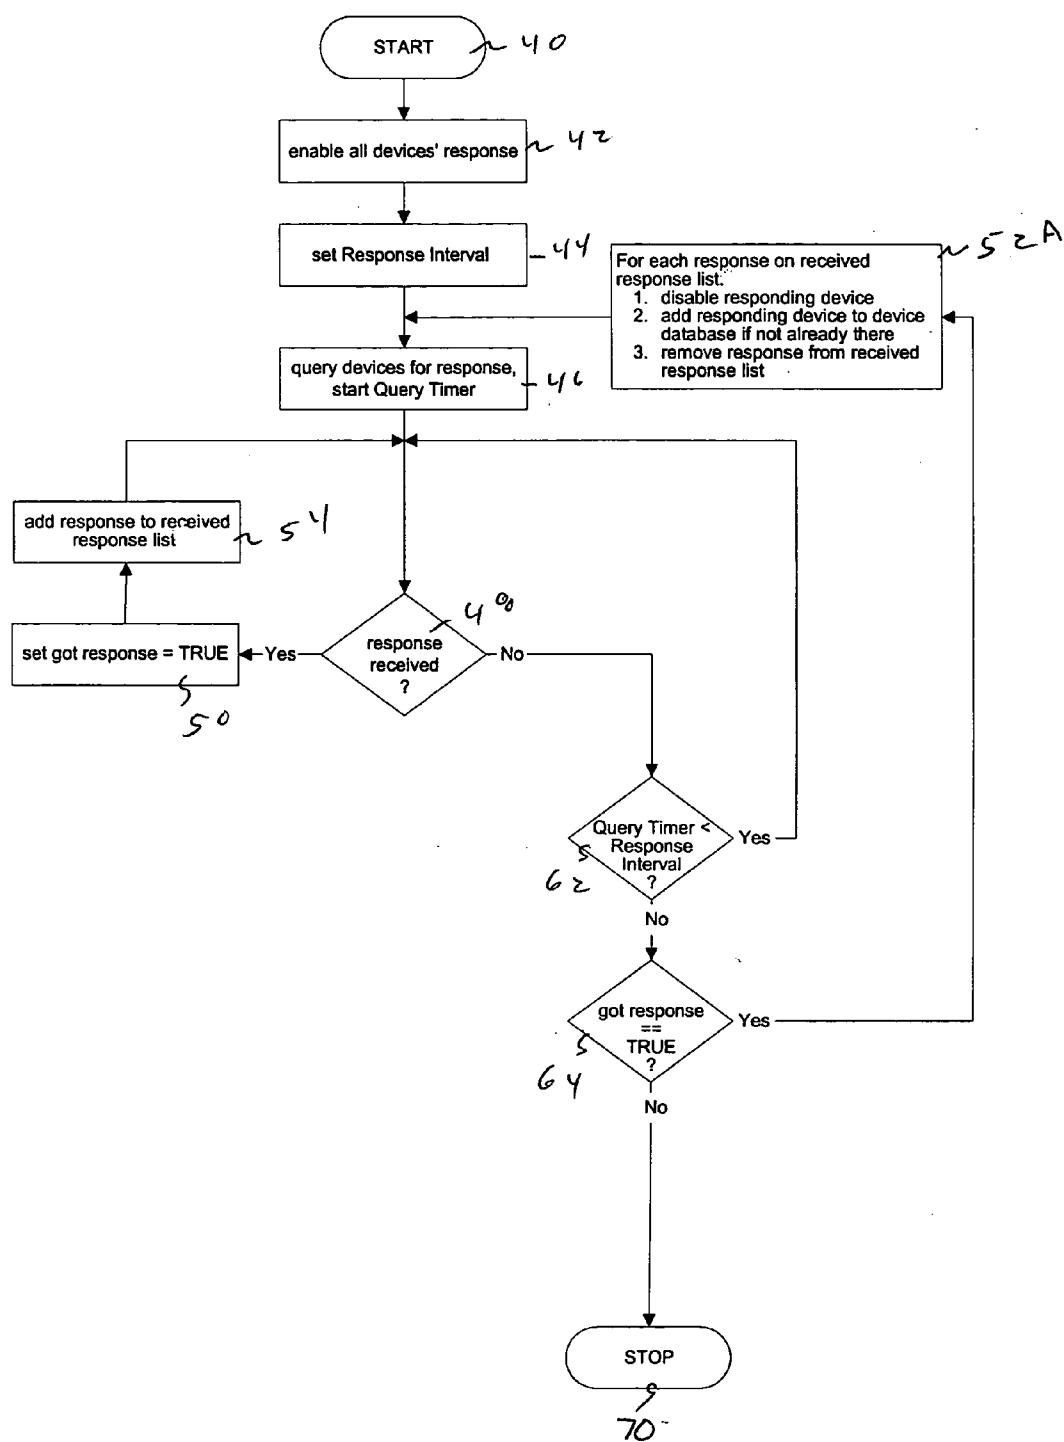 START
40
enable all devices' response
42
set Response Interval
44
For each response on received
response list:
1. disable responding device
2. add responding device to device
database if not already there
3. remove response from received
response list
52A
query devices for response,
start Query Timer
46
add response to received
response list
54
set got response = TRUE
50
Yes
response
received
?
48
No
Query Timer <
Response
Interval
?
62
Yes
No
got response
==
TRUE
?
64
Yes
No
STOP
70